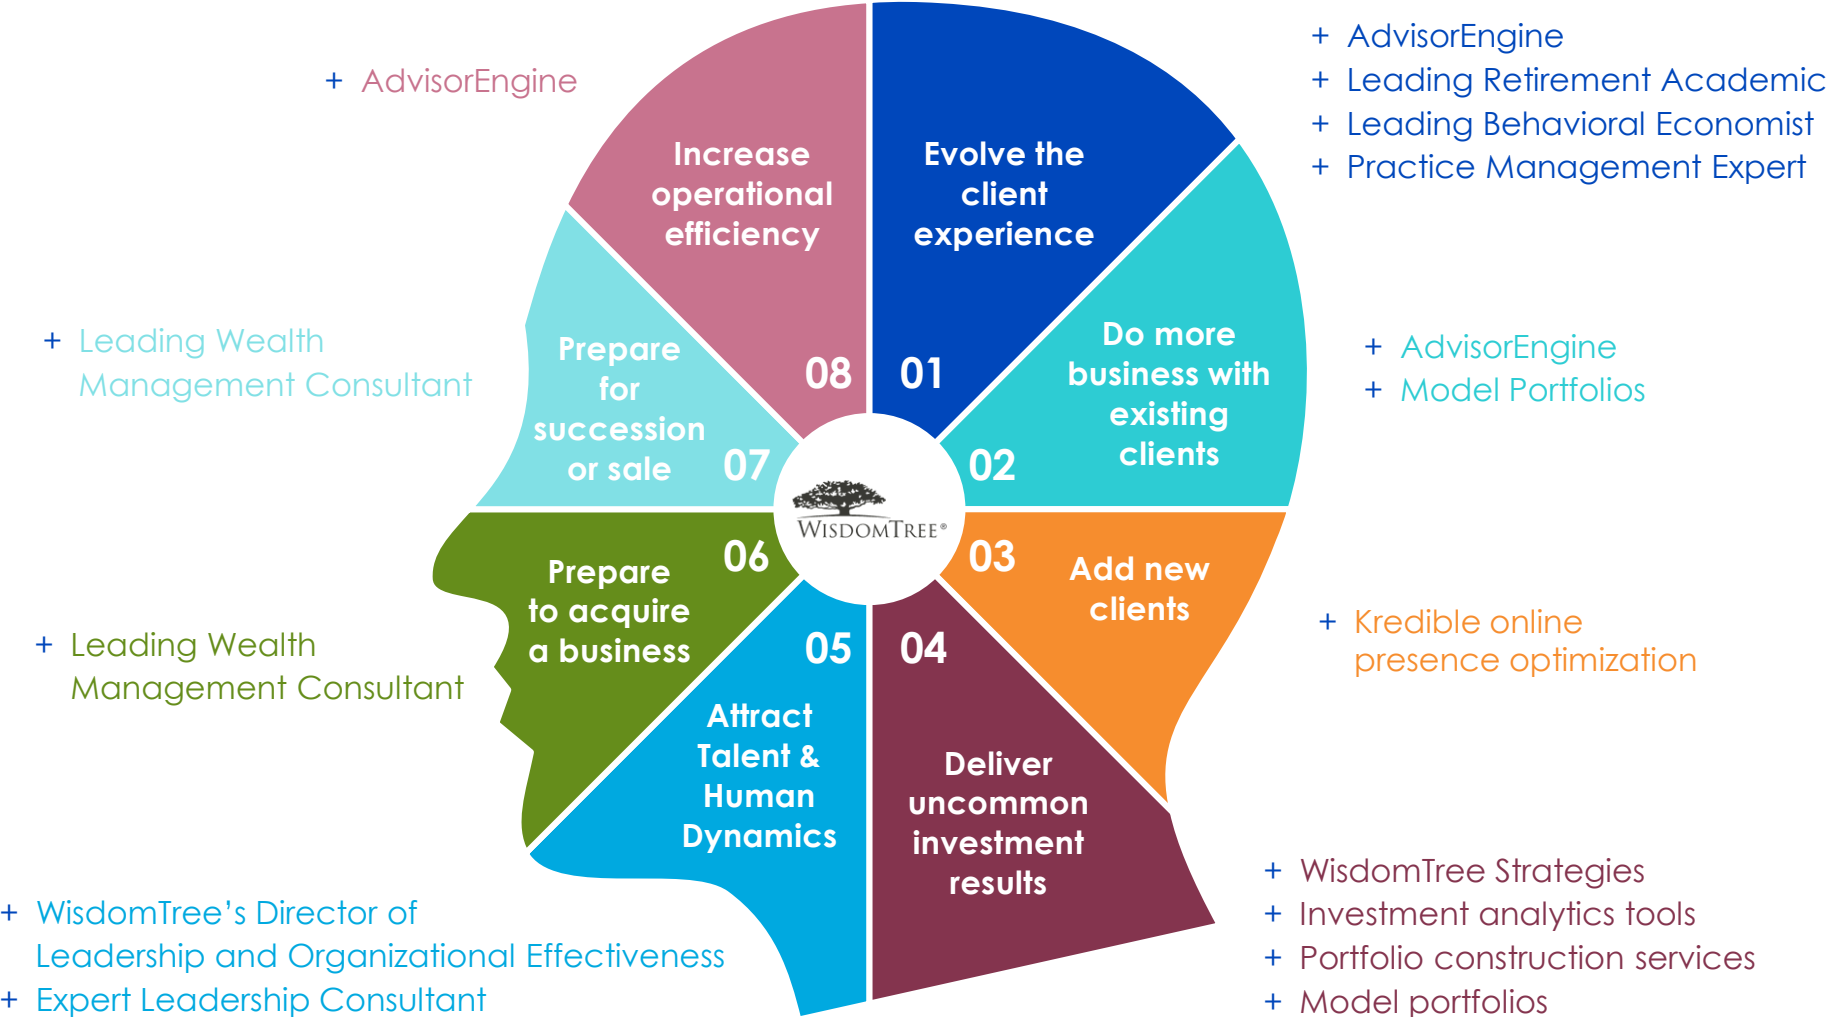 + AdvisorEngine
+ Leading Retirement Academic
+ Leading Behavioral Economist
+ Practice Management Expert
Evolve the
client
experience
01
Do more
business with
existing
clients
02
+ AdvisorEngine
+ Model Portfolios
03
Add new
clients
+ Kredible online
presence optimization
04
Deliver
uncommon
investment
results
+ WisdomTree Strategies
+ Investment analytics tools
+ Portfolio construction services
+ Model portfolios
05
Attract
Talent &
Human
Dynamics
+ WisdomTree’s Director of
Leadership and Organizational Effectiveness
+ Expert Leadership Consultant
06
Prepare
to acquire
a business
+ Leading Wealth
Management Consultant
Prepare
for
succession
or sale
07
+ Leading Wealth
Management Consultant
Increase
operational
efficiency
08
+ AdvisorEngine
WISDOMTREE®